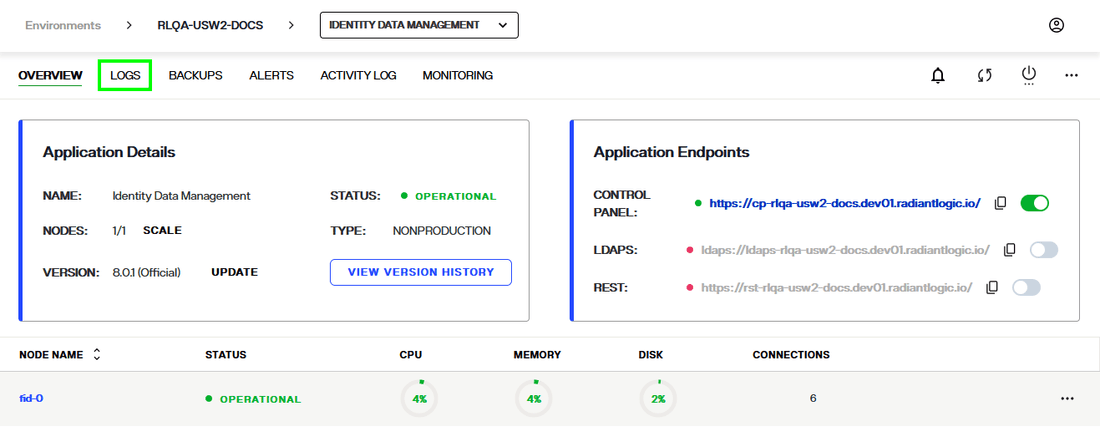 Environments > RLQA-USW2-DOCS > IDENTITY DATA MANAGEMENT
OVERVIEW LOGS BACKUPS ALERTS ACTIVITY LOG MONITORING
Application Details
NAME: Identity Data Management STATUS: OPERATIONAL
NODES: 1/1 SCALE TYPE: NONPRODUCTION
VERSION: 8.0.1 (Official) UPDATE VIEW VERSION HISTORY
Application Endpoints
CONTROL
PANEL: https://cp-rlqa-usw2-docs.dev01.radiantlogic.io/
LDAPS: ldaps://ldaps-rlqa-usw2-docs.dev01.radiantlogic.io/
REST: https://rst-rlqa-usw2-docs.dev01.radiantlogic.io/
NODE NAME STATUS CPU MEMORY DISK CONNECTIONS
fid-0 OPERATIONAL 4% 4% 2% 6